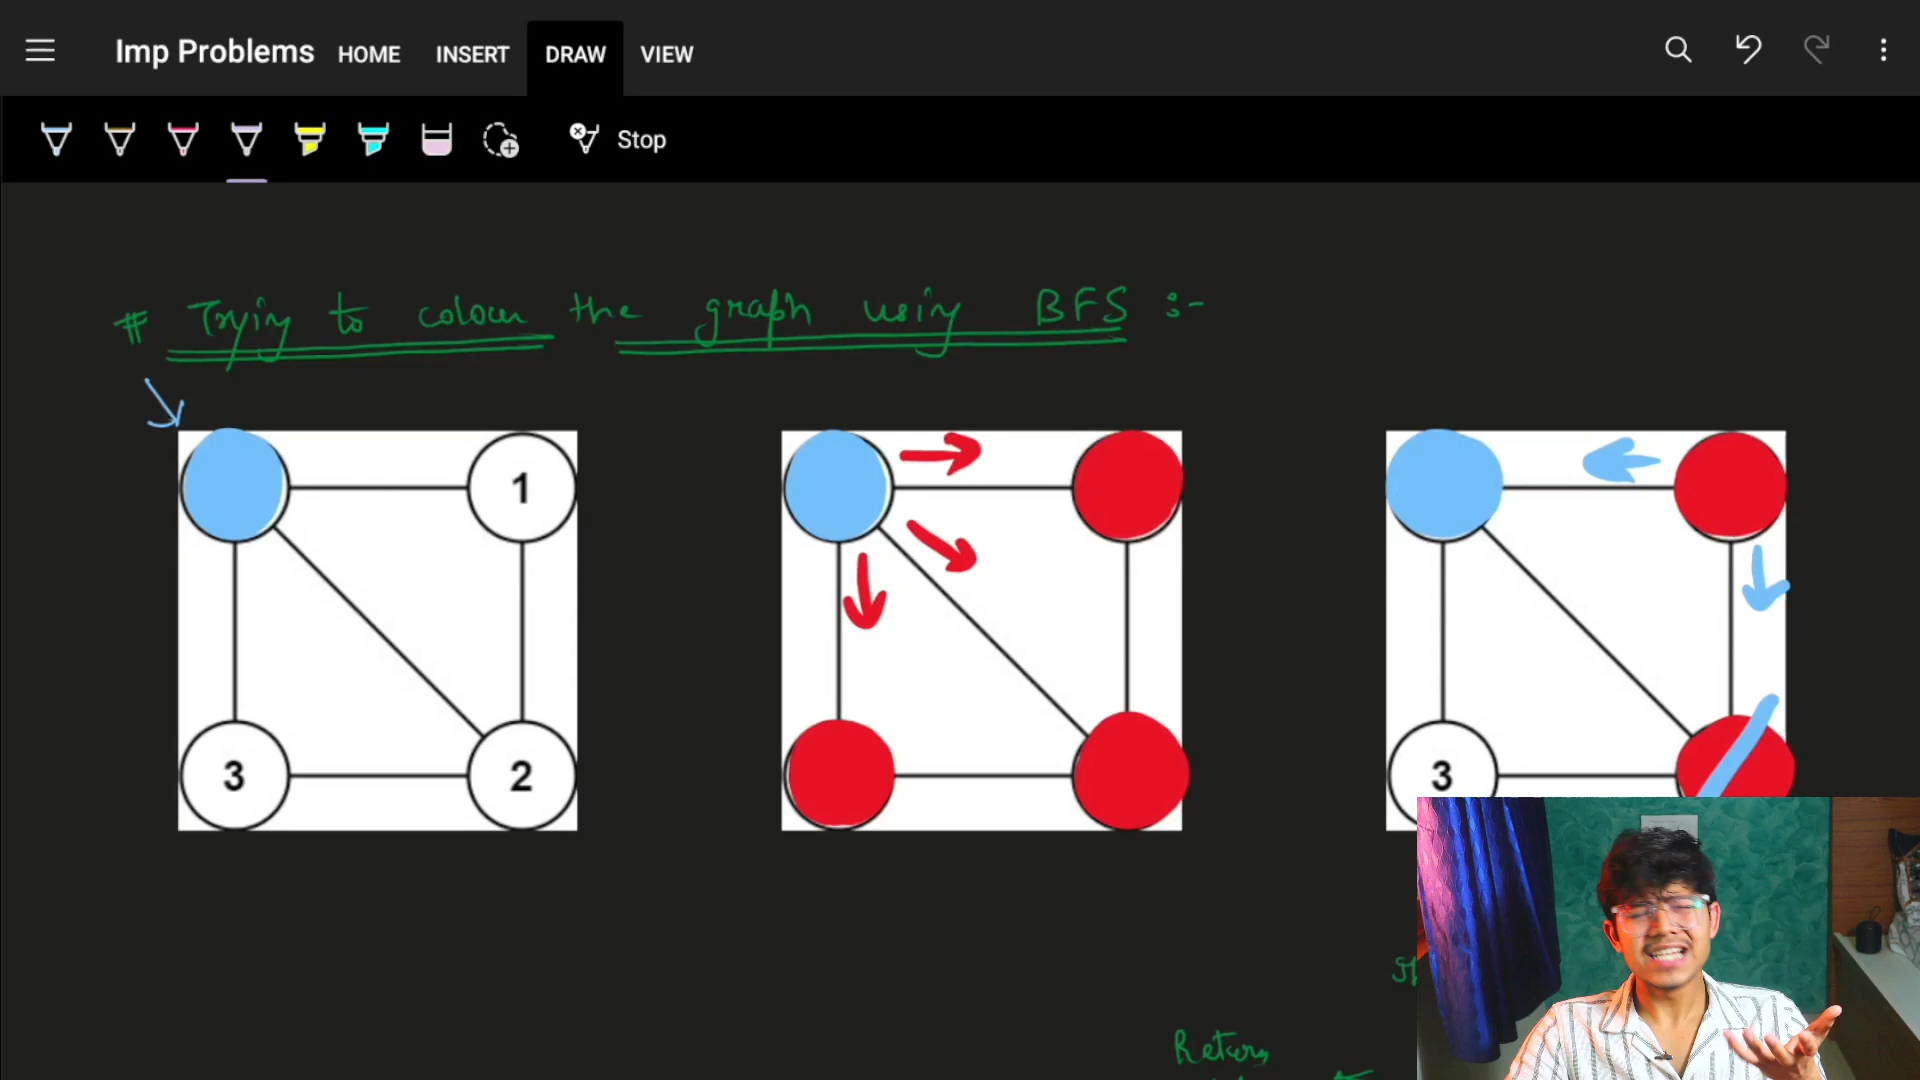 Imp Problems HOME INSERT DRAW VIEW
Stop
# Trying to colour the graph using BFS :-
1
3 2
3
Return